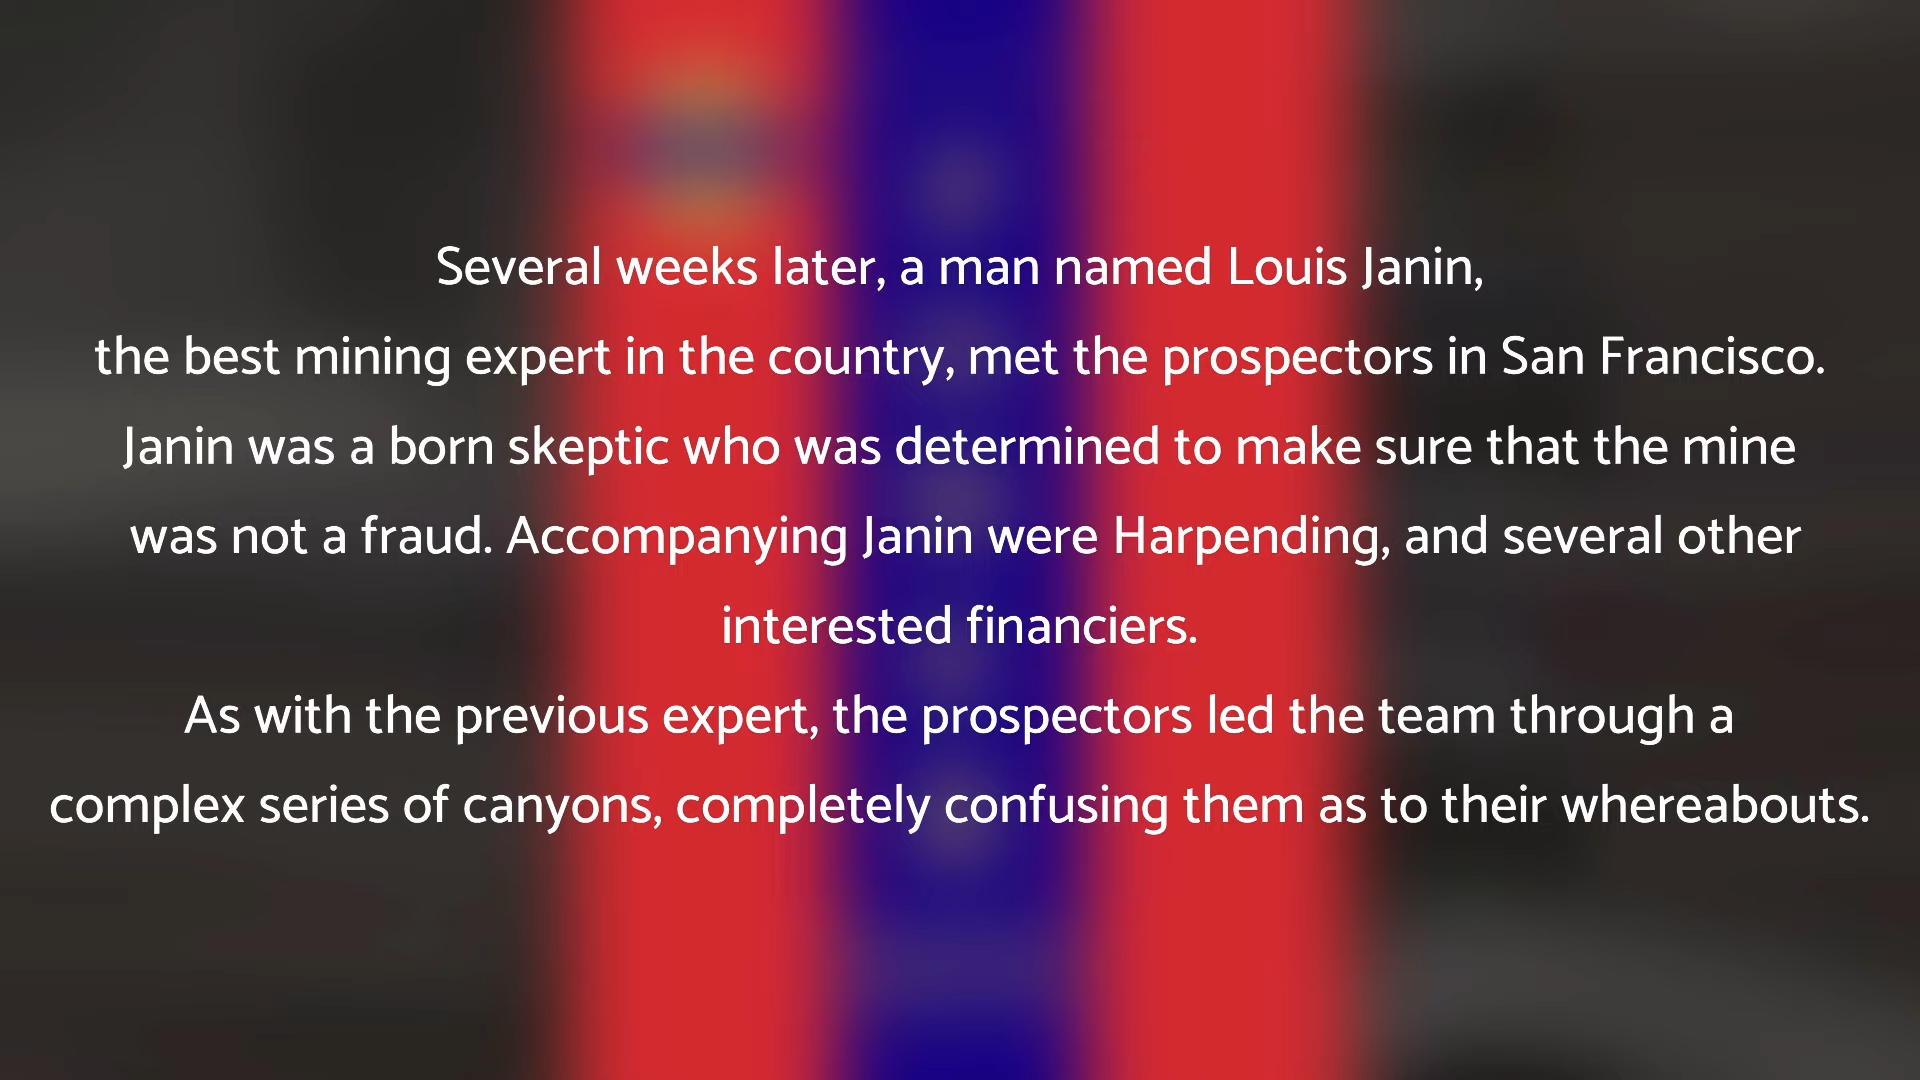 Several weeks later, a man named Louis Janin,
the best mining expert in the country, met the prospectors in San Francisco.
Janin was a born skeptic who was determined to make sure that the mine
was not a fraud. Accompanying Janin were Harpending, and several other
interested financiers.
As with the previous expert, the prospectors led the team through a
complex series of canyons, completely confusing them as to their whereabouts.